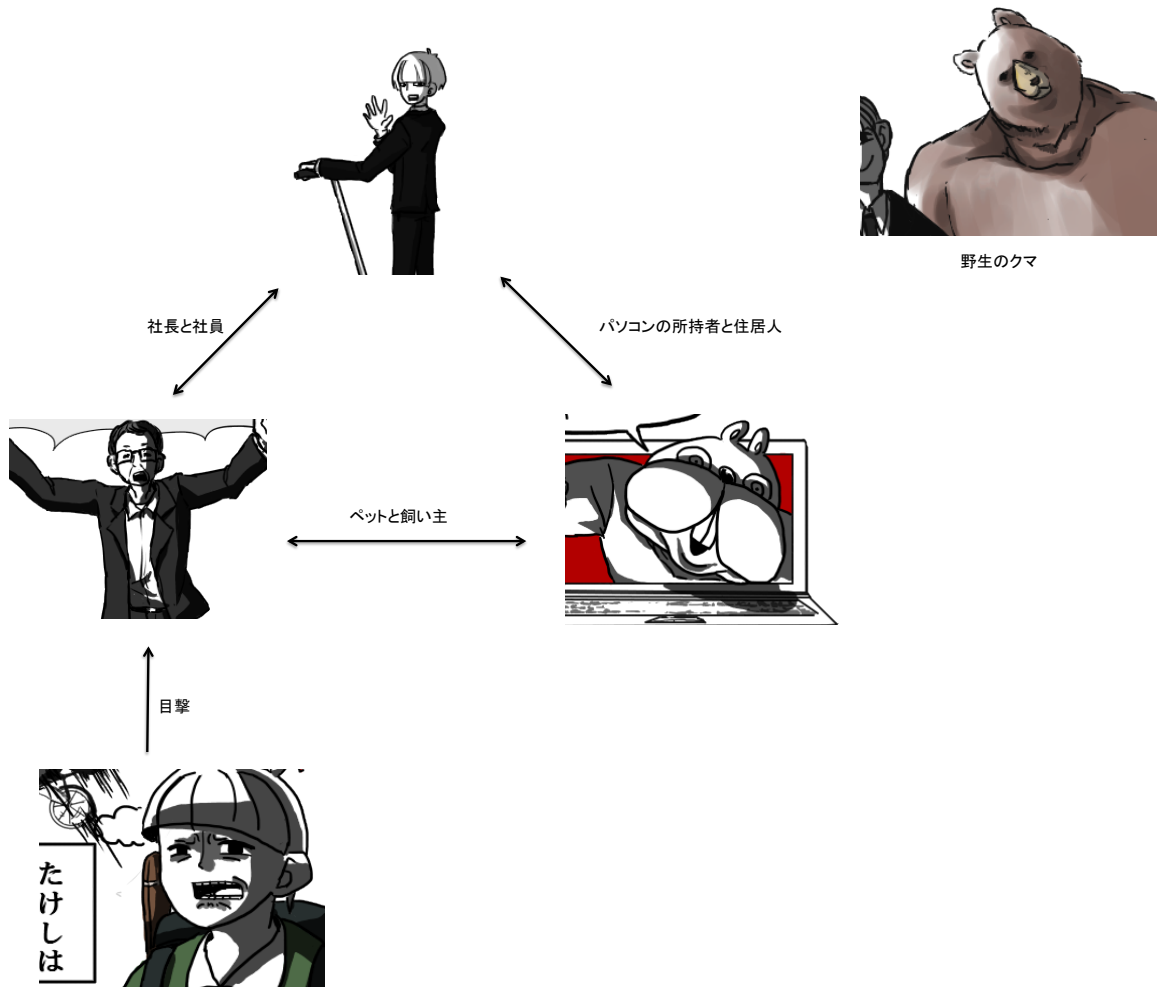 野生のクマ
社長と社員
パソコンの所持者と住居人
ペットと飼い主
目撃
たけしは